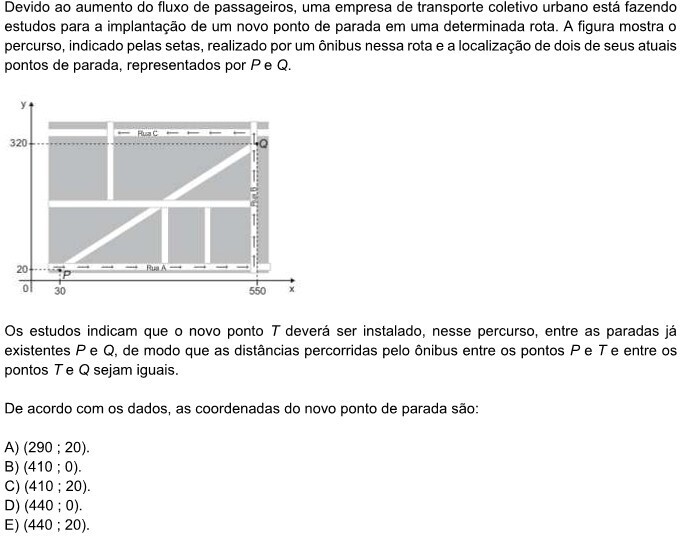 Devido ao aumento do fluxo de passageiros, uma empresa de transporte coletivo urbano está fazendo
estudos para a implantação de um novo ponto de parada em uma determinada rota. A figura mostra o
percurso, indicado pelas setas, realizado por um ônibus nessa rota e a localização de dois de seus atuais
pontos de parada, representados por P e Q.
y
Rua C
320
Q
Rua B
20
P
Rua A
0
30
550
x
Os estudos indicam que o novo ponto T deverá ser instalado, nesse percurso, entre as paradas já
existentes P e Q, de modo que as distâncias percorridas pelo ônibus entre os pontos P e T e entre os
pontos T e Q sejam iguais.
De acordo com os dados, as coordenadas do novo ponto de parada são:
A) (290 ; 20).
B) (410 ; 0).
C) (410 ; 20).
D) (440 ; 0).
E) (440 ; 20).